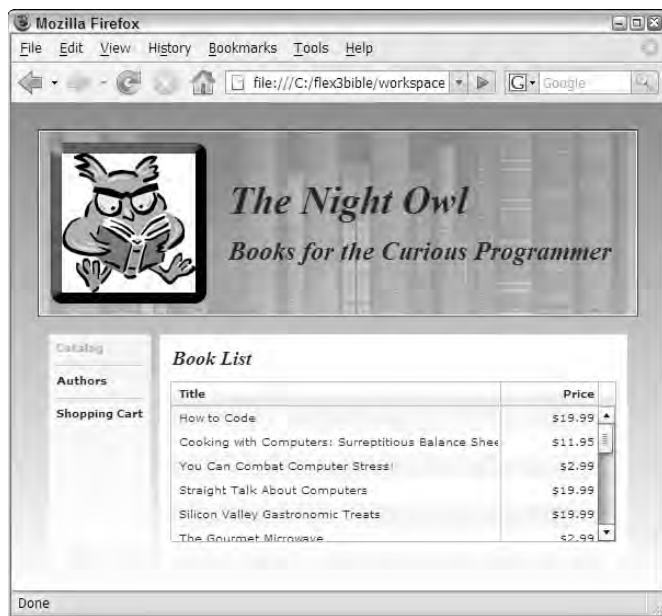 Mozilla Firefox
File Edit View History Bookmarks Tools Help
file:///C:/flex3bible/workspace G Google
The Night Owl
Books for the Curious Programmer
Catalog
Authors
Shopping Cart
Book List
Title Price
How to Code $19.99
Cooking with Computers: Surreptitious Balance Shee $11.95
You Can Combat Computer Stress! $2.99
Straight Talk About Computers $19.99
Silicon Valley Gastronomic Treats $19.99
The Gourmet Microwave $2.99
Done